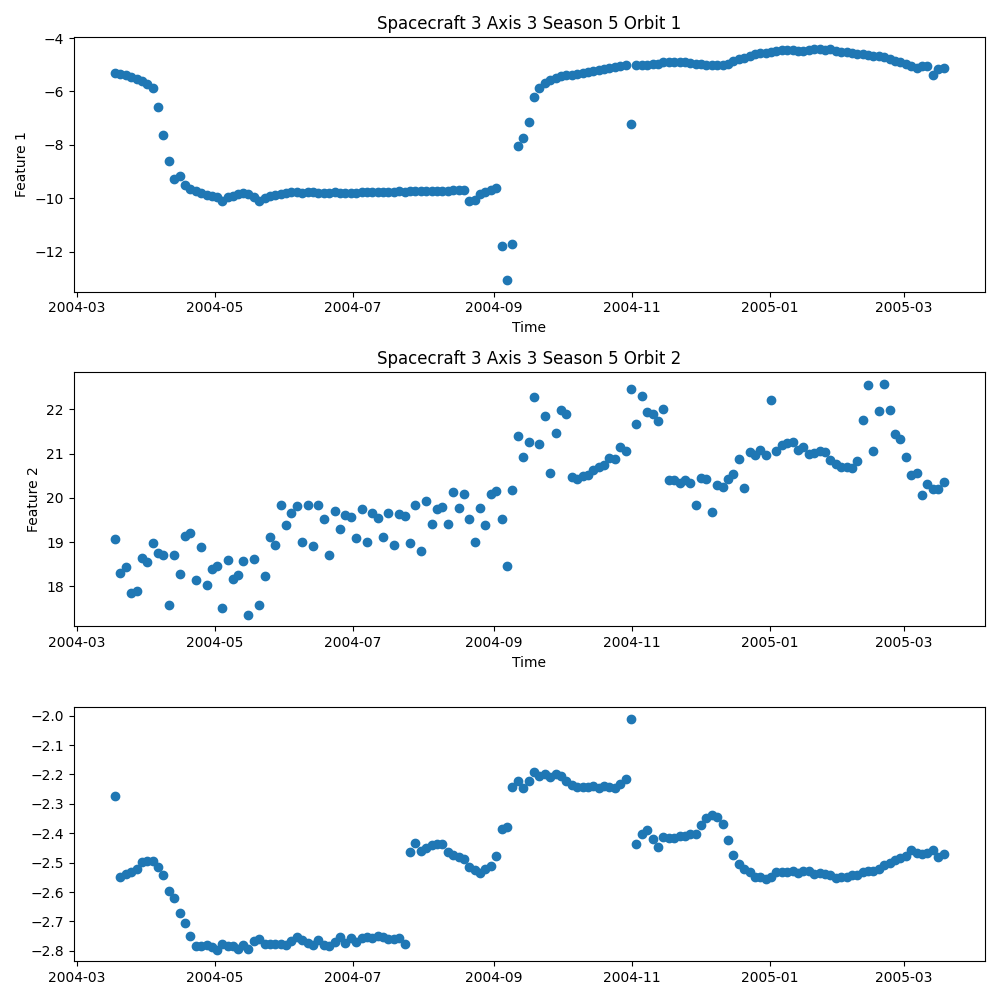 Spacecraft 3 Axis 3 Season 5 Orbit 1
−4
−6
−8
−10
−12
Feature 1
2004-03 2004-05 2004-07 2004-09 2004-11 2005-01 2005-03
Time
Spacecraft 3 Axis 3 Season 5 Orbit 2
22
21
20
19
18
Feature 2
2004-03 2004-05 2004-07 2004-09 2004-11 2005-01 2005-03
Time
−2.0
−2.1
−2.2
−2.3
−2.4
−2.5
−2.6
−2.7
−2.8
2004-03 2004-05 2004-07 2004-09 2004-11 2005-01 2005-03